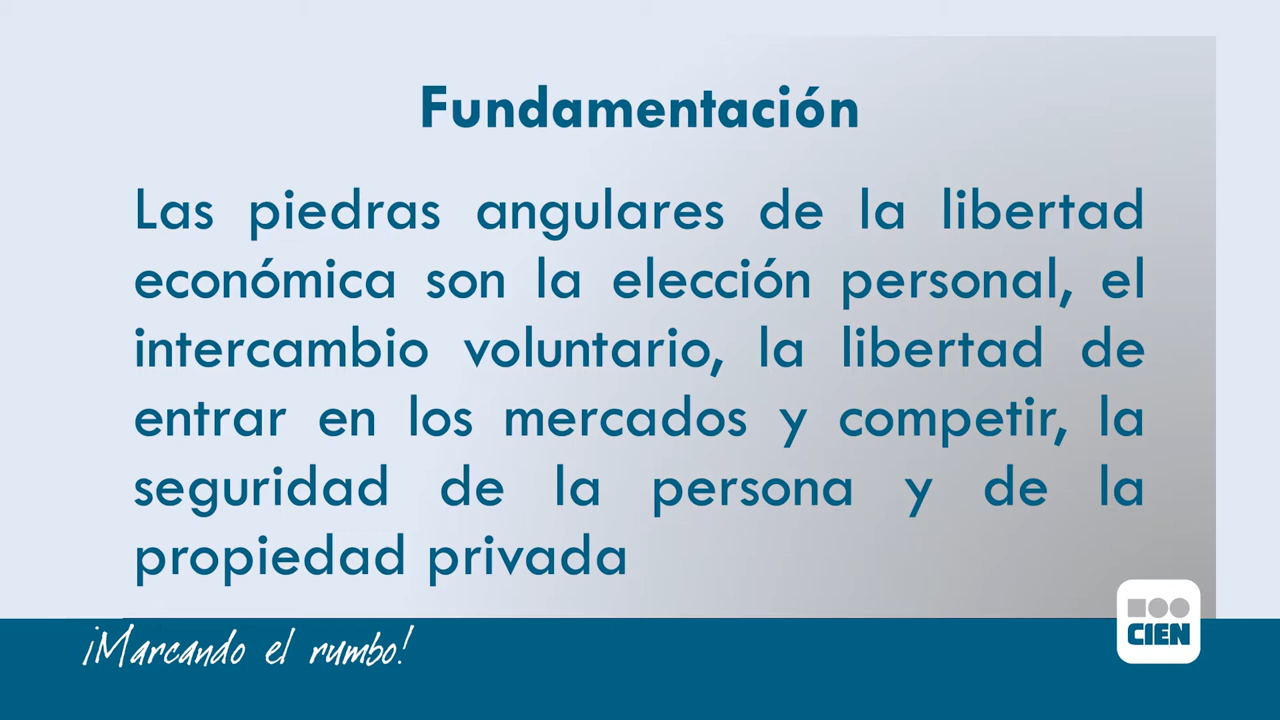 Fundamentación
Las piedras angulares de la libertad
económica son la elección personal, el
intercambio voluntario, la libertad de
entrar en los mercados y competir, la
seguridad de la persona y de la
propiedad privada
¡Marcando el rumbo!
CIEN